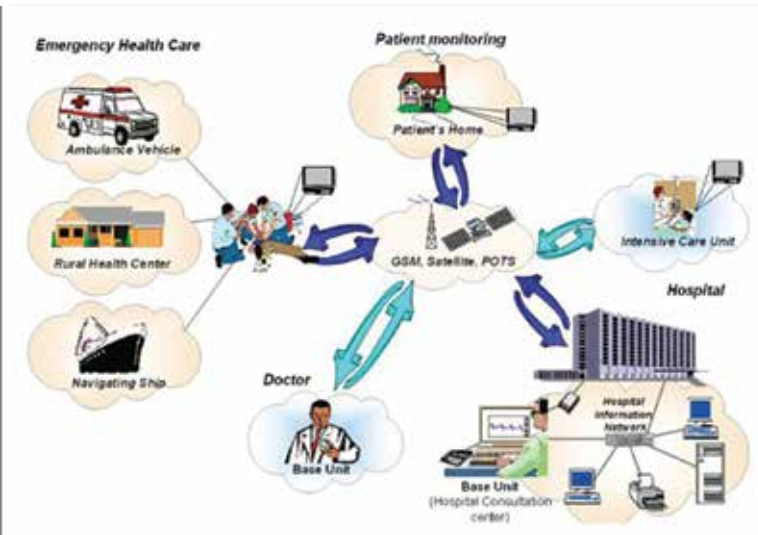 Emergency Health Care
Patient monitoring
Ambulance Vehicle
Patient's Home
Rural Health Center
GSM, Satellite, POTS
Intensive Care Unit
Hospital
Navigating Ship
Doctor
Base Unit
Hospital
Information
Network
Base Unit
(Hospital Consultation
center)